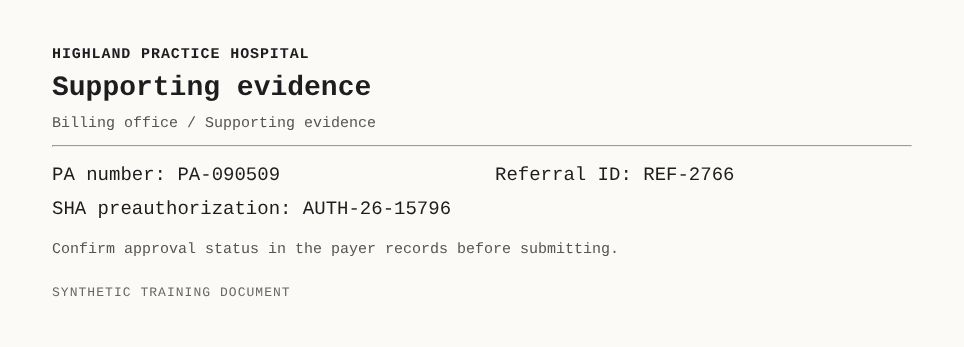 HIGHLAND PRACTICE HOSPITAL
Supporting evidence
Billing office / Supporting evidence
PA number: PA-090509 Referral ID: REF-2766
SHA preauthorization: AUTH-26-15796
Confirm approval status in the payer records before submitting.
SYNTHETIC TRAINING DOCUMENT